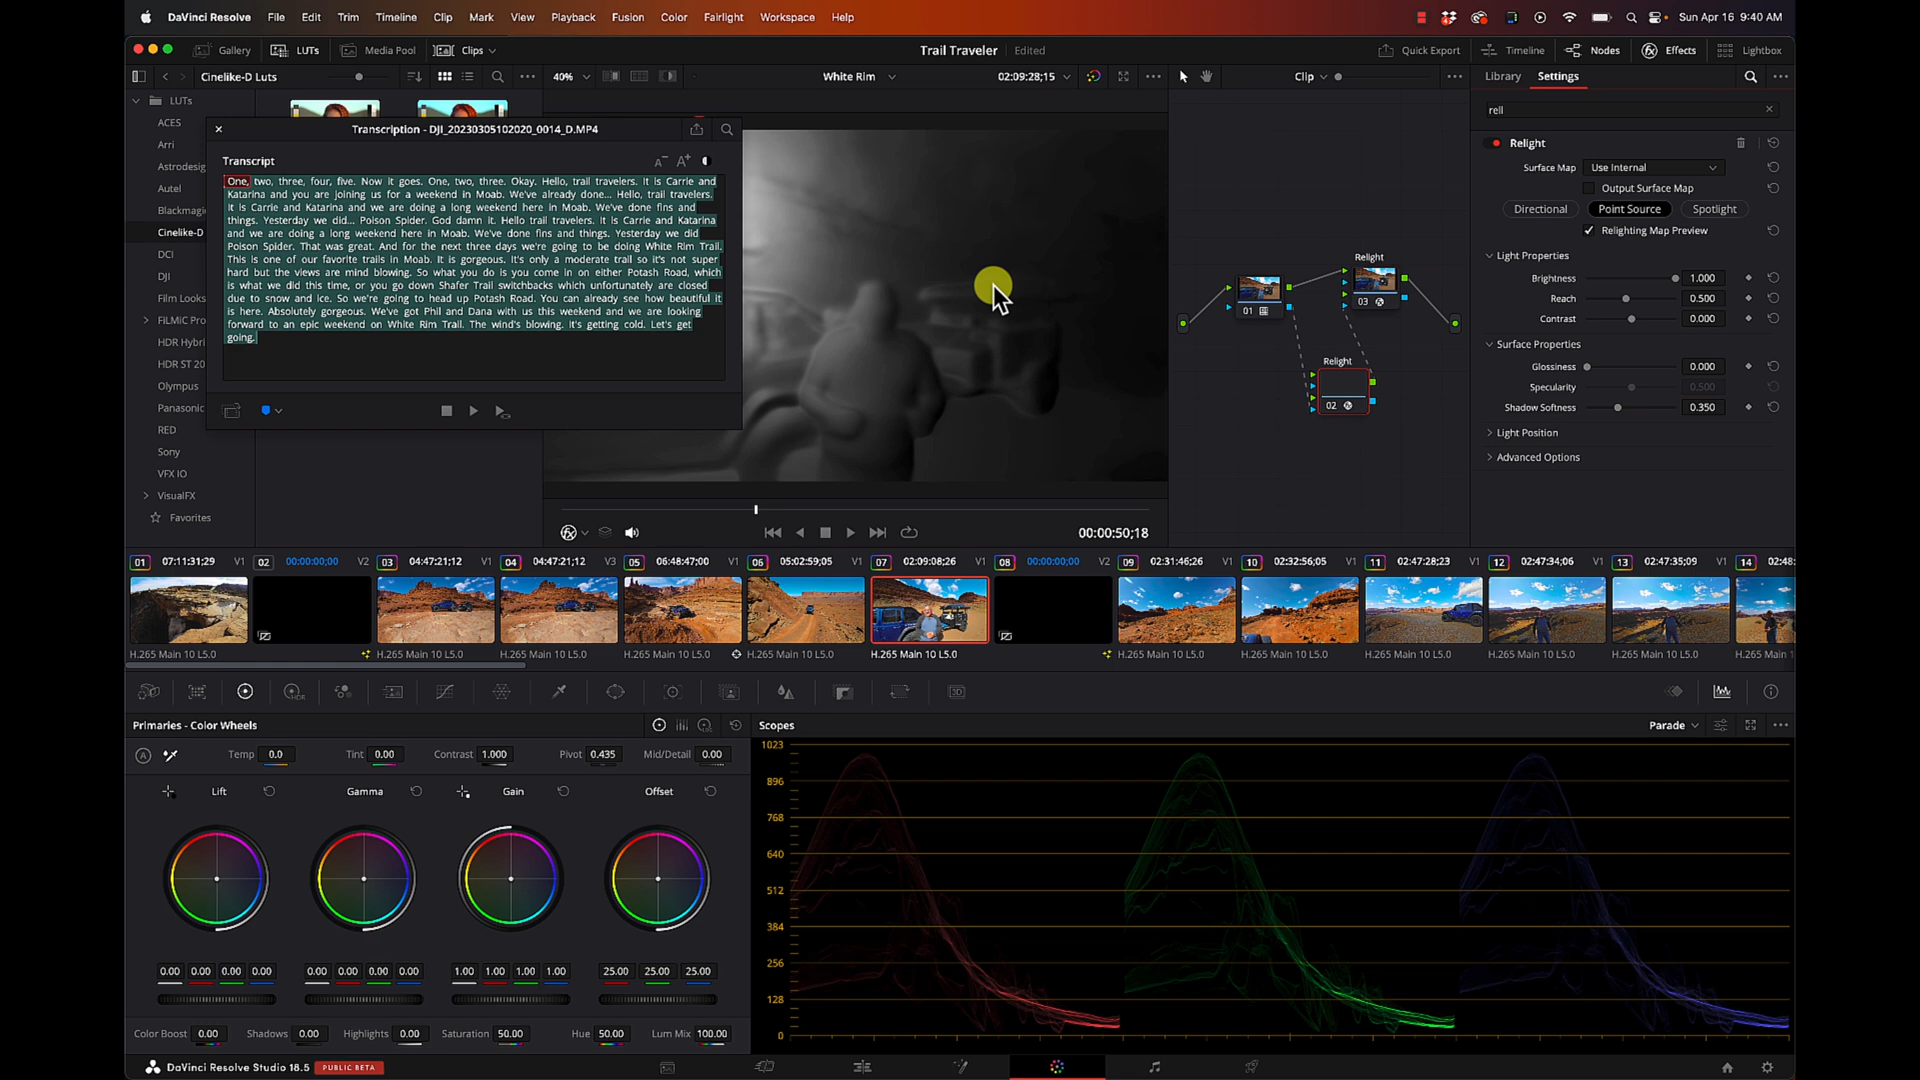 DaVinci Resolve File Edit Trim Timeline Clip Mark View Playback Fusion Color Fairlight Workspace Help
Sun Apr 16 9:40 AM
Gallery LUTs Media Pool Clips
Trail Traveler Edited
Quick Export Timeline Nodes Effects Lightbox
Cinelike-D Luts
40%
White Rim
02:09:28;15
Clip
Library Settings
LUTs
ACES
Arri
Astrodesig
Autel
Blackmagi
Cinelike-D
DCI
DJI
Film Looks
FiLMiC Pro
HDR Hybri
HDR ST 20
Olympus
Panasonic
RED
Sony
VFX IO
VisualFX
Favorites
Transcription - DJI_20230305102020_0014_D.MP4
Transcript
A- A+
One, two, three, four, five. Now it goes. One, two, three. Okay. Hello, trail travelers. It is Carrie and
Katarina and you are joining us for a weekend in Moab. We've already done... Hello, trail travelers.
It is Carrie and Katarina and we are doing a long weekend here in Moab. We've done fins and
things. Yesterday we did... Poison Spider. God damn it. Hello trail travelers. It is Carrie and Katarina
and we are doing a long weekend here in Moab. We've done fins and things. Yesterday we did
Poison Spider. That was great. And for the next three days we're going to be doing White Rim Trail.
This is one of our favorite trails in Moab. It is gorgeous. It's only a moderate trail so it's not super
hard but the views are mind blowing. So what you do is you come in on either Potash Road, which
is what we did this time, or you go down Shafer Trail switchbacks which unfortunately are closed
due to snow and ice. So we're going to head up Potash Road. You can already see how beautiful it
is here. Absolutely gorgeous. We've got Phil and Dana with us this weekend and we are looking
forward to an epic weekend on White Rim Trail. The wind's blowing. It's getting cold. Let's get
going.
00:00:50;18
01
Relight
03
Relight
02
rell
Relight
Surface Map Use Internal
Output Surface Map
Directional Point Source Spotlight
Relighting Map Preview
Light Properties
Brightness 1.000
Reach 0.500
Contrast 0.000
Surface Properties
Glossiness 0.000
Specularity 0.500
Shadow Softness 0.350
Light Position
Advanced Options
01 07:11:31;29 V1 02 00:00:00;00 V2 03 04:47:21;12 V1 04 04:47:21;12 V3 05 06:48:47;00 V1 06 05:02:59;05 V1 07 02:09:08;26 V1 08 00:00:00;00 V2 09 02:31:46;26 V1 10 02:32:56;05 V1 11 02:47:28;23 V1 12 02:47:34;06 V1 13 02:47:35;09 V1 14 02:48:
H.265 Main 10 L5.0 H.265 Main 10 L5.0 H.265 Main 10 L5.0 H.265 Main 10 L5.0 H.265 Main 10 L5.0 H.265 Main 10 L5.0 H.265 Main 10 L5.0 H.265 Main 10 L5.0 H.265 Main 10 L5.0 H.265 Main 10 L5.0 H.265 Main 10 L5.0 H.265 Main 1
HDR
3D
Primaries - Color Wheels
Temp 0.0 Tint 0.00 Contrast 1.000 Pivot 0.435 Mid/Detail 0.00
Lift Gamma Gain Offset
0.00 0.00 0.00 0.00 0.00 0.00 0.00 0.00 1.00 1.00 1.00 1.00 25.00 25.00 25.00
Color Boost 0.00 Shadows 0.00 Highlights 0.00 Saturation 50.00 Hue 50.00 Lum Mix 100.00
Scopes
Parade
1023
896
768
640
512
384
256
128
0
DaVinci Resolve Studio 18.5 PUBLIC BETA